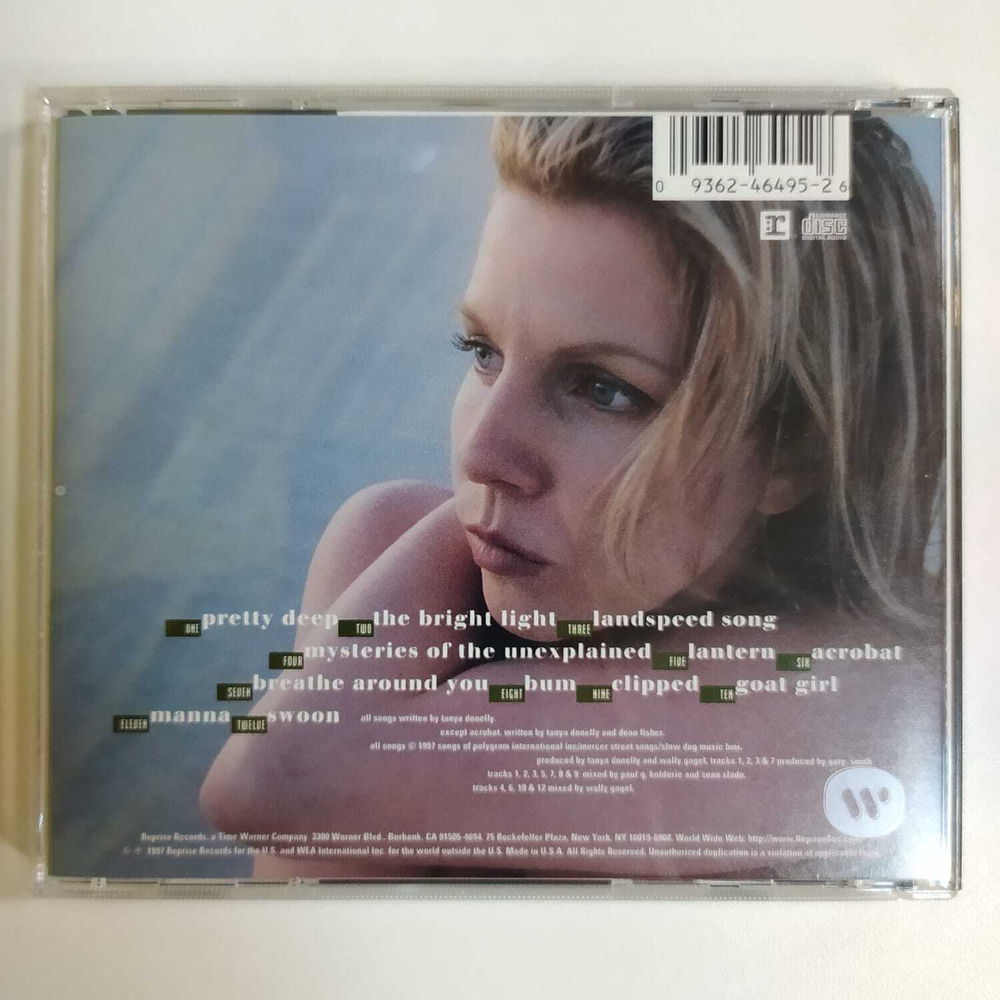 0 9362-46495-2 6
r COMPACT disc DIGITAL AUDIO
ONE pretty deep TWO the bright light THREE landspeed song
FOUR mysteries of the unexplained FIVE lantern SIX acrobat
SEVEN breathe around you EIGHT bum NINE clipped TEN goat girl
ELEVEN manna TWELVE swoon all songs written by tanya donelly.
except acrobat, written by tanya donelly and dean fisher.
all songs © 1997 songs of polygram international inc/mercer street songs/slow dog music bmi.
produced by tanya donelly and wally gagel, tracks 1, 2, 3 & 7 produced by gary smith
tracks 1, 2, 3, 5, 7, 8 & 9 mixed by paul q. kolderie and sean slade.
tracks 4, 6, 10 & 12 mixed by wally gagel.
Reprise Records, a Time Warner Company. 3300 Warner Blvd., Burbank, CA 91505-4694. 75 Rockefeller Plaza, New York, NY 10019-6908. World Wide Web: http://www.RepriseRec.
© ℗ 1997 Reprise Records for the U.S. and WEA International Inc. for the world outside the U.S. Made in U.S.A. All Rights Reserved. Unauthorized duplication is a violation of applicable laws.